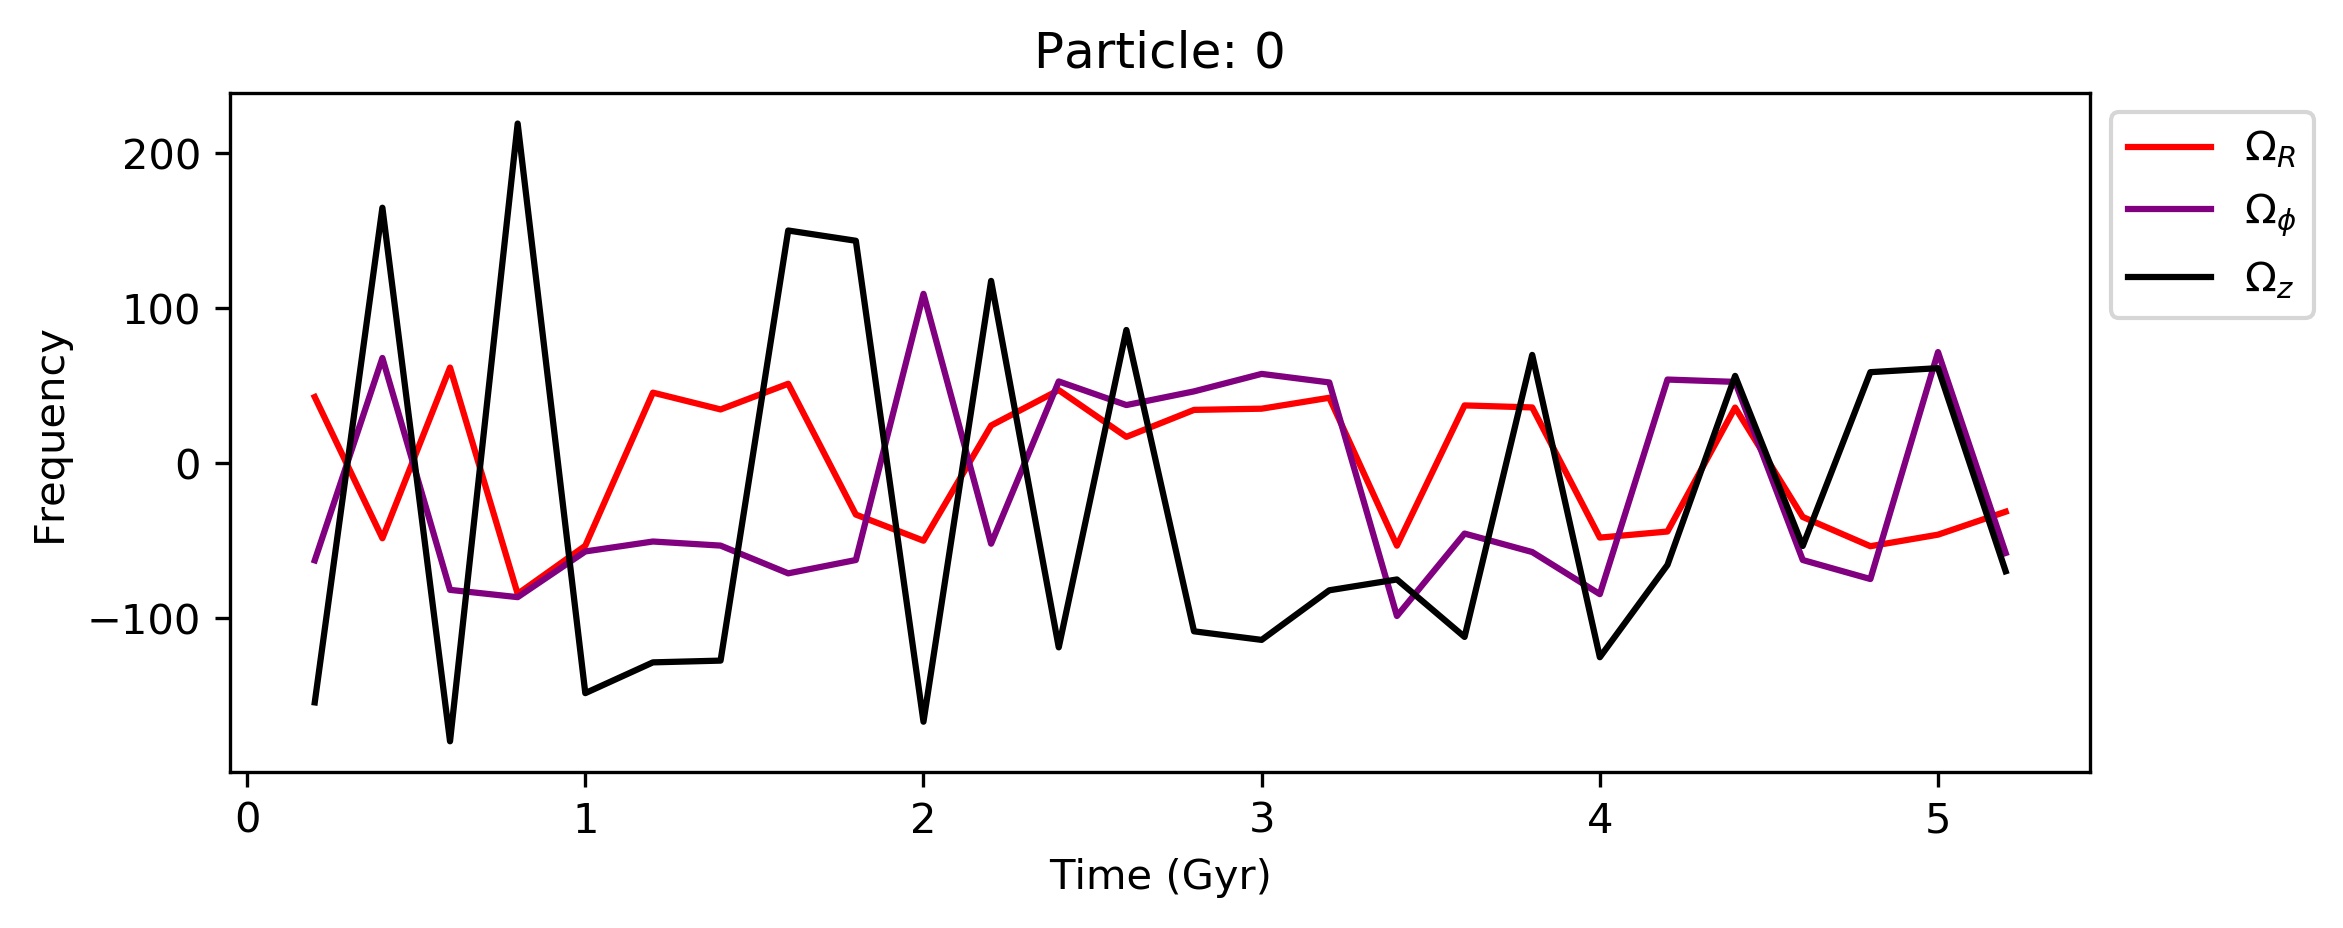 Particle: 0
200
100
0
−100
Frequency
0 1 2 3 4 5
Time (Gyr)
Ω_R
Ω_ϕ
Ω_z